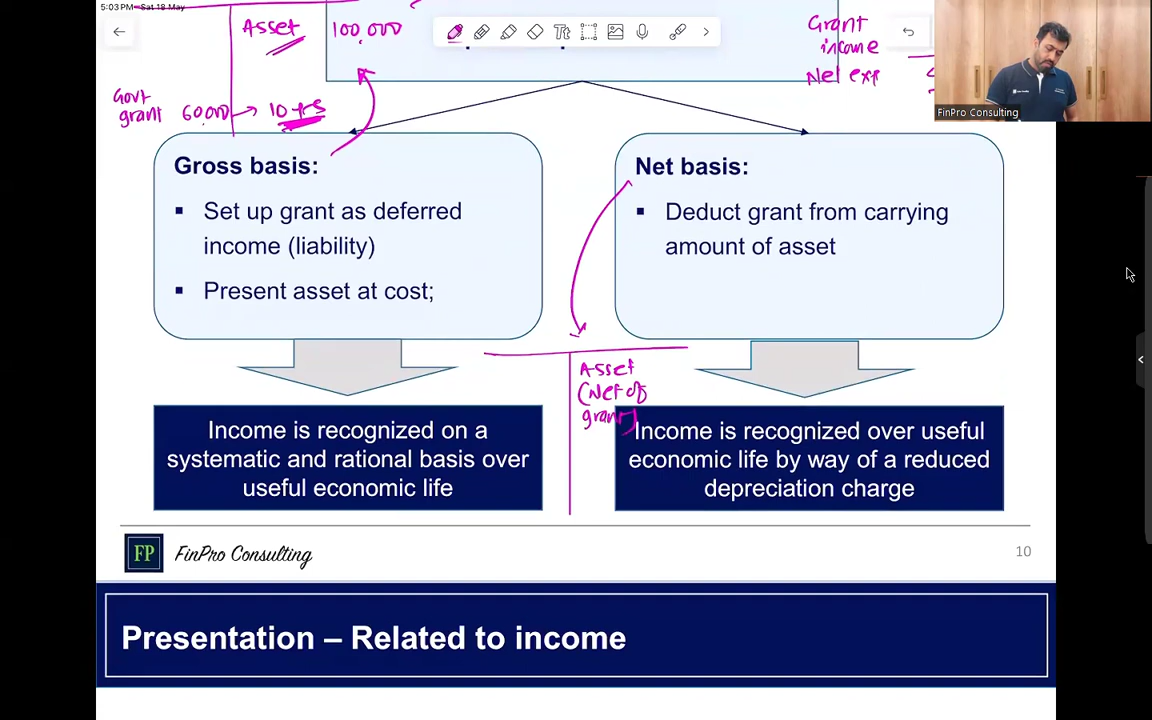 5:03 PM Sat 18 May
Asset 100,000
Grant
income
Net exp
Govt
grant 60000 → 10 yrs
FinPro Consulting
Gross basis:
▪ Set up grant as deferred
income (liability)
▪ Present asset at cost;
Net basis:
▪ Deduct grant from carrying
amount of asset
Asset
(Net of
grant)
Income is recognized on a
systematic and rational basis over
useful economic life
Income is recognized over useful
economic life by way of a reduced
depreciation charge
FP FinPro Consulting
10
Presentation – Related to income